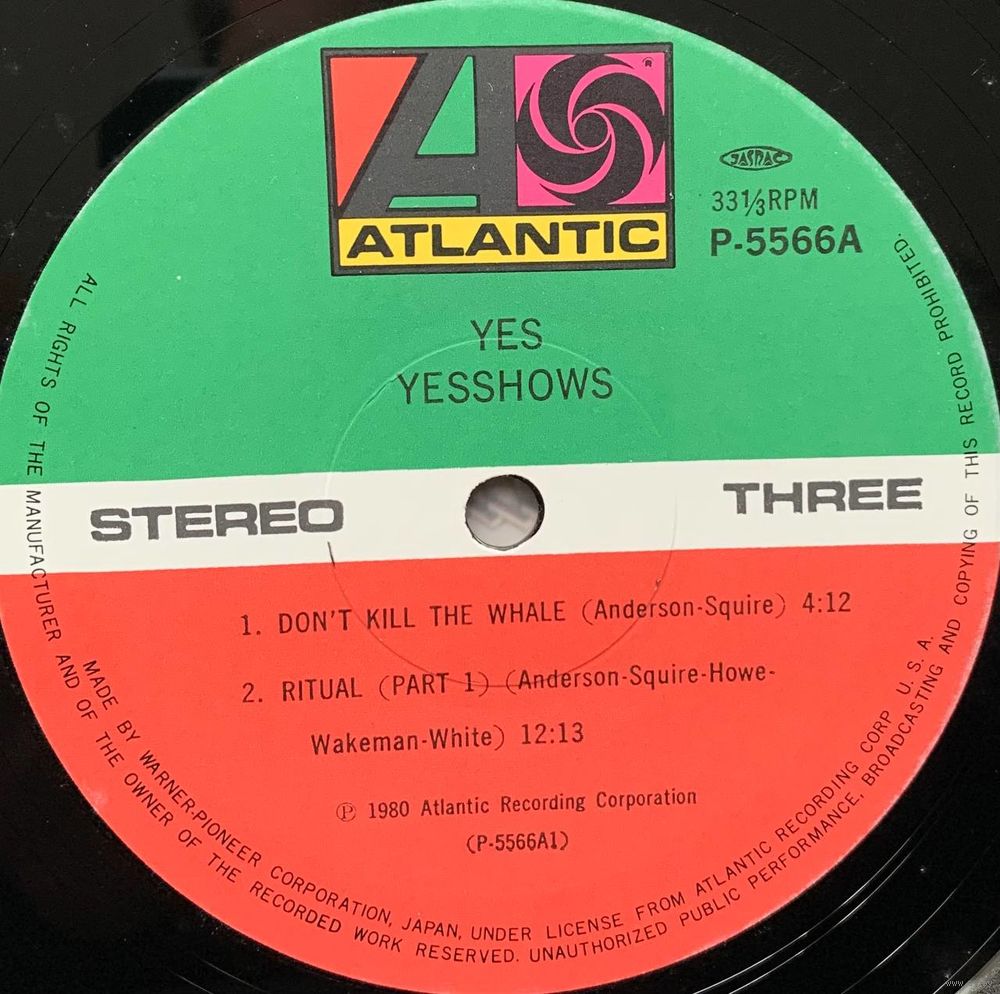 ATLANTIC
®
JASRAC
33⅓RPM
P-5566A
YES
YESSHOWS
STEREO
THREE
1. DON'T KILL THE WHALE (Anderson-Squire) 4:12
2. RITUAL (PART 1) (Anderson-Squire-Howe-
Wakeman-White) 12:13
Ⓟ 1980 Atlantic Recording Corporation
(P-5566A1)
MADE BY WARNER-PIONEER CORPORATION, JAPAN, UNDER LICENSE FROM ATLANTIC RECORDING CORP U.S.A.
ALL RIGHTS OF THE MANUFACTURER AND OF THE OWNER OF THE RECORDED WORK RESERVED. UNAUTHORIZED PUBLIC PERFORMANCE, BROADCASTING AND COPYING OF THIS RECORD PROHIBITED.